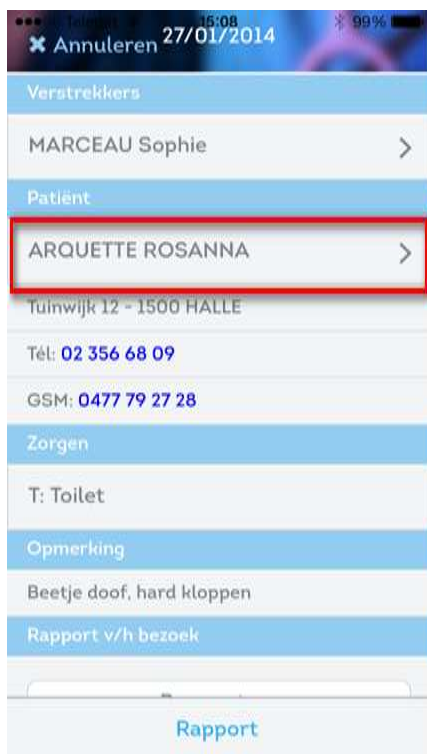 15:08
99%
✖ Annuleren 27/01/2014
Verstrekkers
MARCEAU Sophie
Patiënt
ARQUETTE ROSANNA
Tuinwijk 12 - 1500 HALLE
Tél: 02 356 68 09
GSM: 0477 79 27 28
Zorgen
T: Toilet
Opmerking
Beetje doof, hard kloppen
Rapport v/h bezoek
Rapport